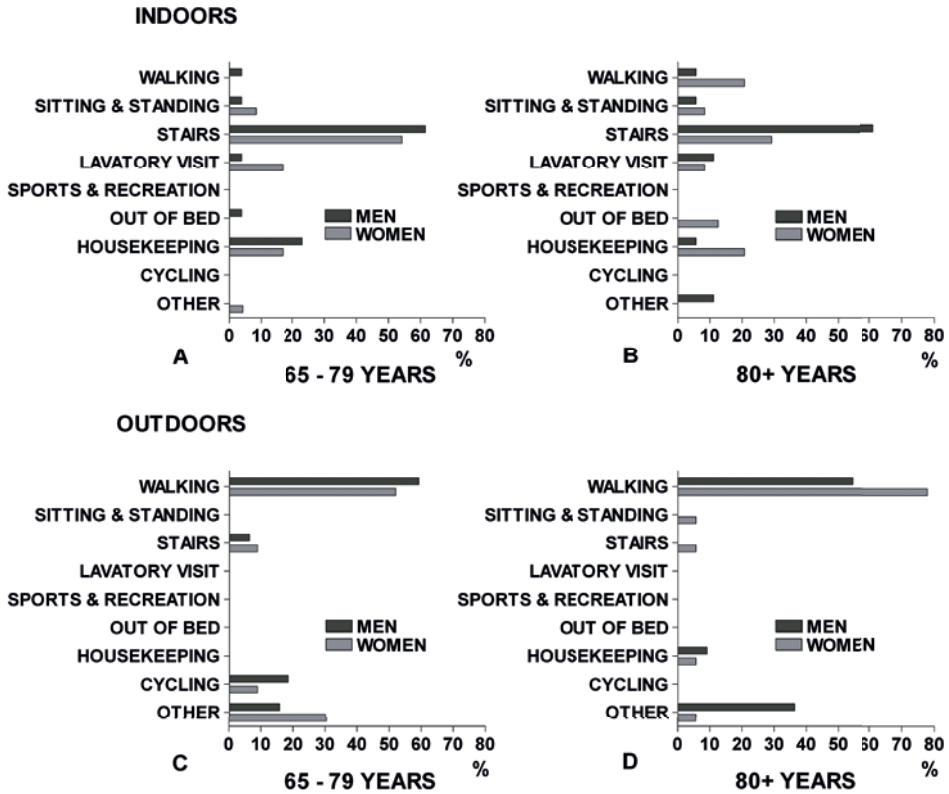 INDOORS
WALKING
SITTING & STANDING
STAIRS
LAVATORY VISIT
SPORTS & RECREATION
OUT OF BED
HOUSEKEEPING
CYCLING
OTHER
MEN
WOMEN
0 10 20 30 40 50 60 70 80
%
A
65 - 79 YEARS
WALKING
SITTING & STANDING
STAIRS
LAVATORY VISIT
SPORTS & RECREATION
OUT OF BED
HOUSEKEEPING
CYCLING
OTHER
MEN
WOMEN
0 10 20 30 40 50 60 70 80
%
B
80+ YEARS
OUTDOORS
WALKING
SITTING & STANDING
STAIRS
LAVATORY VISIT
SPORTS & RECREATION
OUT OF BED
HOUSEKEEPING
CYCLING
OTHER
MEN
WOMEN
0 10 20 30 40 50 60 70 80
%
C
65 - 79 YEARS
WALKING
SITTING & STANDING
STAIRS
LAVATORY VISIT
SPORTS & RECREATION
OUT OF BED
HOUSEKEEPING
CYCLING
OTHER
MEN
WOMEN
0 10 20 30 40 50 60 70 80
%
D
80+ YEARS